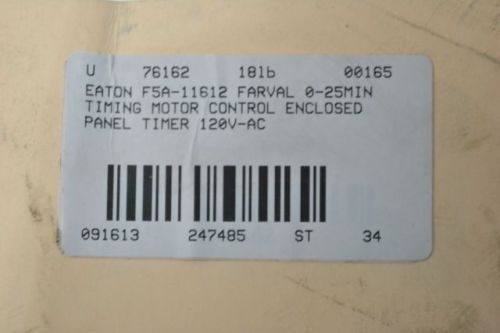 U 76162 18lb 00165
EATON F5A-11612 FARVAL 0-25MIN
TIMING MOTOR CONTROL ENCLOSED
PANEL TIMER 120V-AC
091613 247485 ST 34